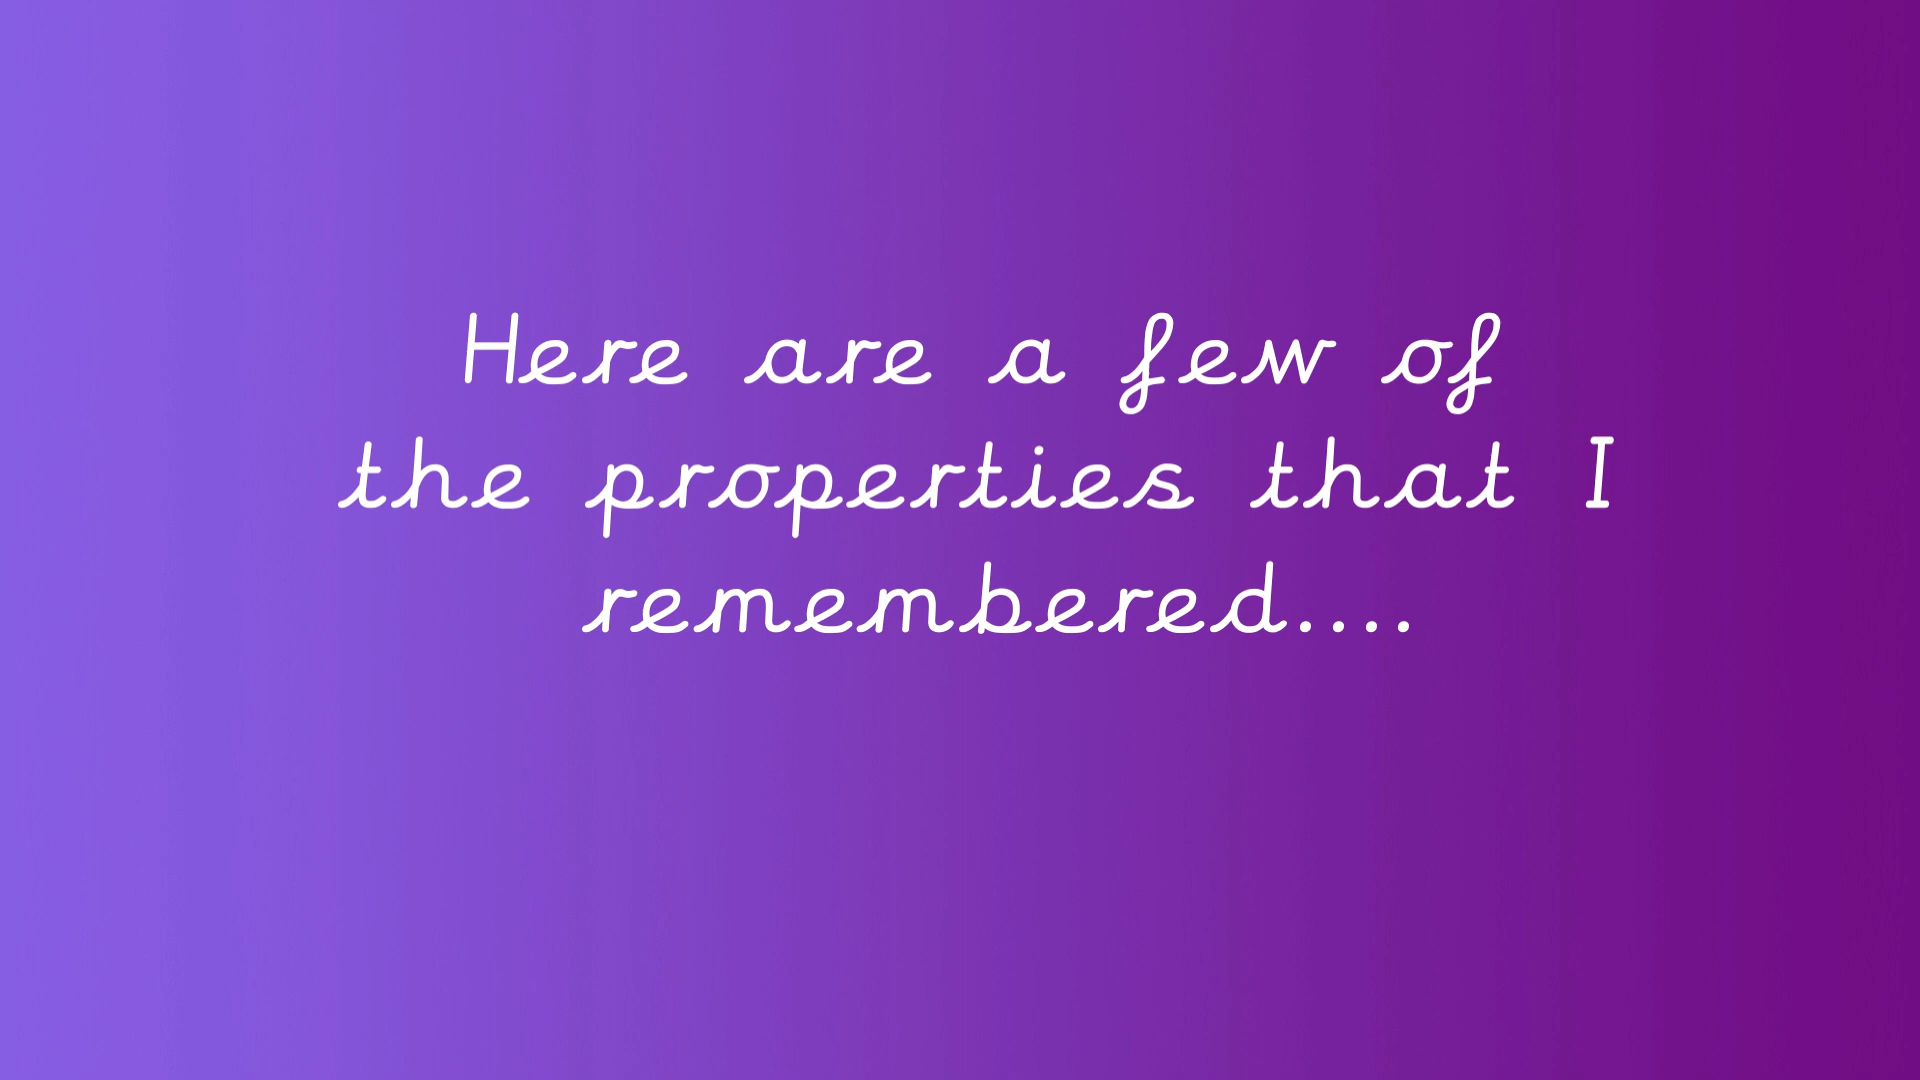 Here are a few of
the properties that I
remembered....